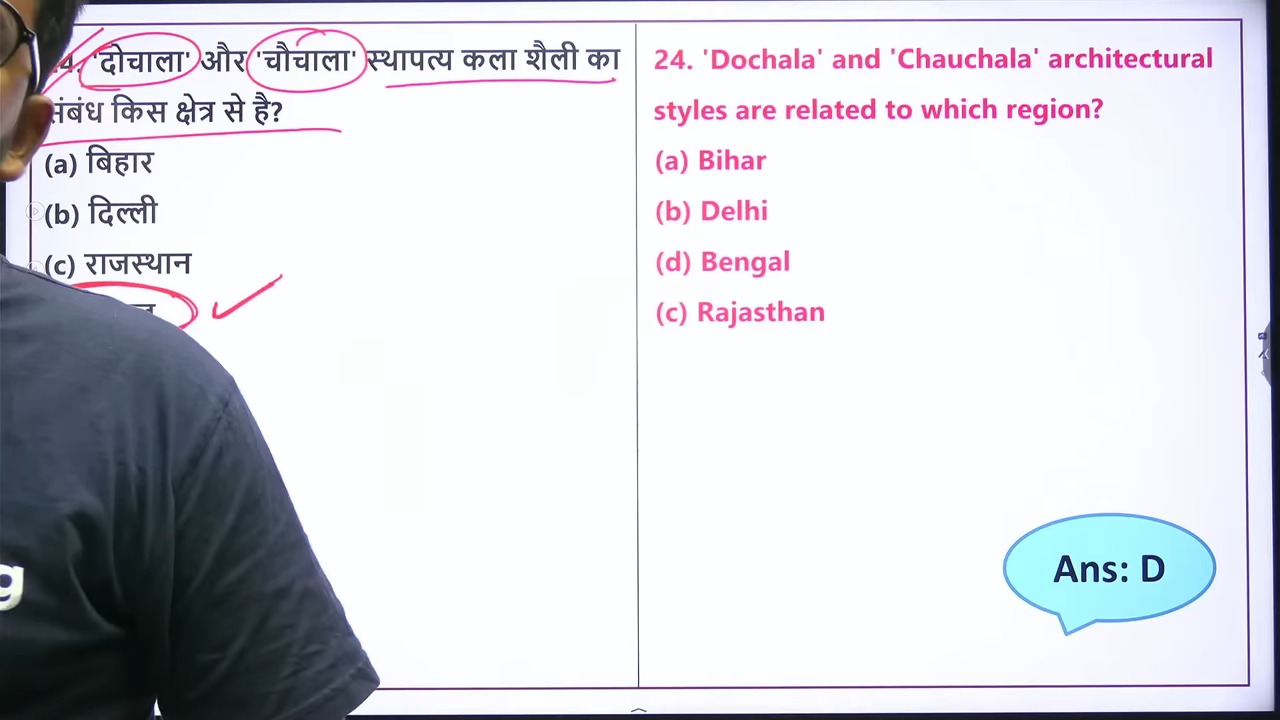 'दोचाला' और 'चौचाला' स्थापत्य कला शैली का
संबंध किस क्षेत्र से है?
(a) बिहार
(b) दिल्ली
(c) राजस्थान
24. 'Dochala' and 'Chauchala' architectural
styles are related to which region?
(a) Bihar
(b) Delhi
(d) Bengal
(c) Rajasthan
Ans: D
g